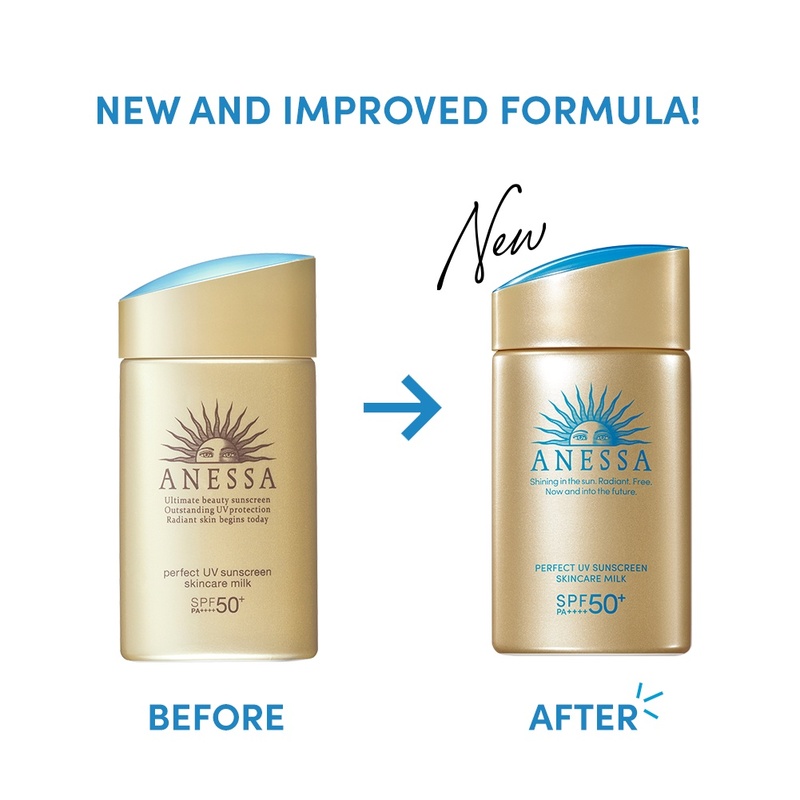 NEW AND IMPROVED FORMULA!
New
ANESSA
Ultimate beauty sunscreen
Outstanding UV protection
Radiant skin begins today
perfect UV sunscreen
skincare milk
SPF50+
PA++++
ANESSA
Shining in the sun. Radiant. Free.
Now and into the future.
PERFECT UV SUNSCREEN
SKINCARE MILK
SPF50+
PA++++
BEFORE
AFTER